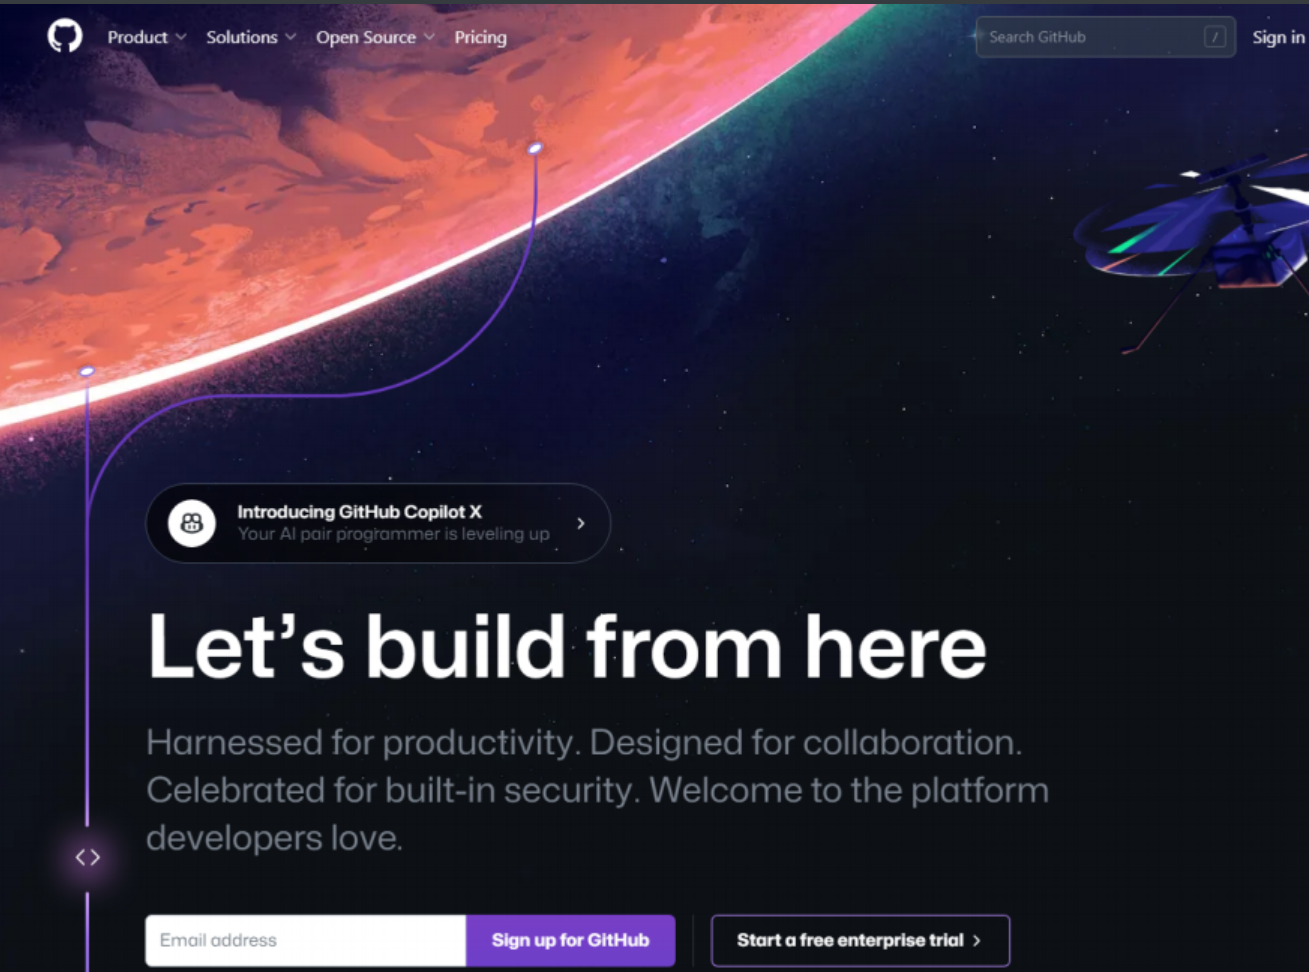 Product Solutions Open Source Pricing Search GitHub / Sign in
Introducing GitHub Copilot X
Your AI pair programmer is leveling up
Let’s build from here
Harnessed for productivity. Designed for collaboration.
Celebrated for built-in security. Welcome to the platform
developers love.
Email address Sign up for GitHub Start a free enterprise trial